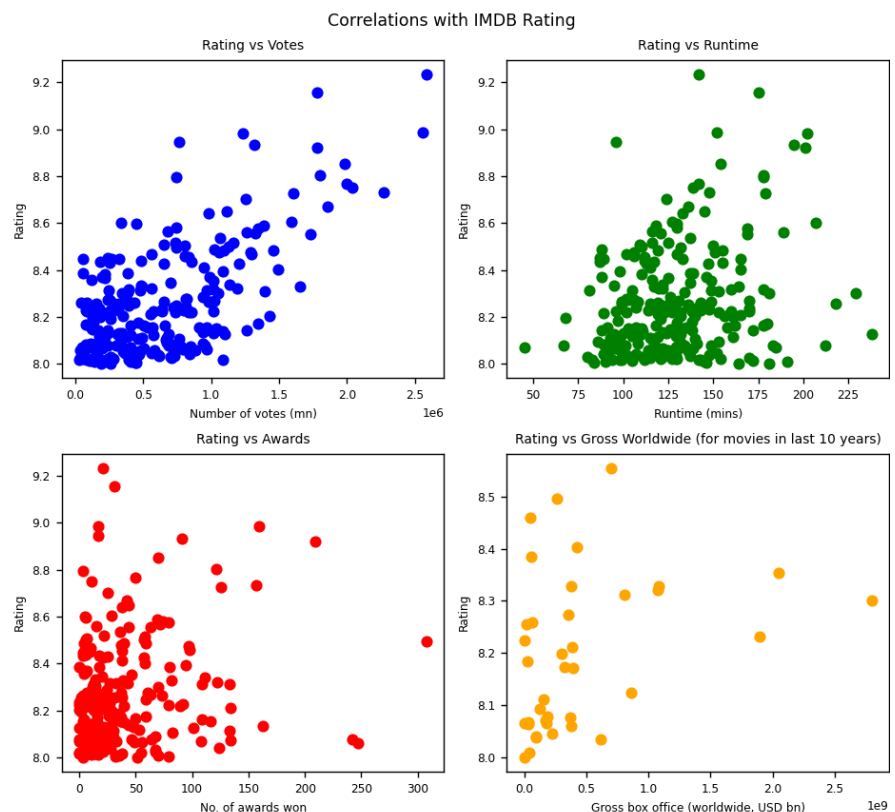 Correlations with IMDB Rating
Rating vs Votes
Rating
9.2
9.0
8.8
8.6
8.4
8.2
8.0
0.0 0.5 1.0 1.5 2.0 2.5
Number of votes (mn)
1e6
Rating vs Runtime
Rating
9.2
9.0
8.8
8.6
8.4
8.2
8.0
50 75 100 125 150 175 200 225
Runtime (mins)
Rating vs Awards
Rating
9.2
9.0
8.8
8.6
8.4
8.2
8.0
0 50 100 150 200 250 300
No. of awards won
Rating vs Gross Worldwide (for movies in last 10 years)
Rating
8.5
8.4
8.3
8.2
8.1
8.0
0.0 0.5 1.0 1.5 2.0 2.5
Gross box office (worldwide, USD bn)
1e9